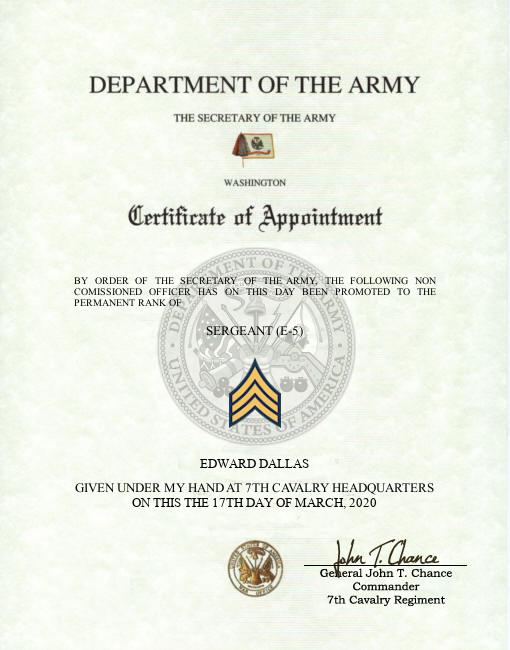 DEPARTMENT OF THE ARMY
THE SECRETARY OF THE ARMY
WASHINGTON
Certificate of Appointment
BY ORDER OF THE SECRETARY OF THE ARMY, THE FOLLOWING NON
COMISSIONED OFFICER HAS ON THIS DAY BEEN PROMOTED TO THE
PERMANENT RANK OF
SERGEANT (E-5)
DEPARTMENT OF THE ARMY
UNITED STATES OF AMERICA
EDWARD DALLAS
GIVEN UNDER MY HAND AT 7TH CAVALRY HEADQUARTERS
ON THIS THE 17TH DAY OF MARCH, 2020
John T. Chance
General John T. Chance
Commander
7th Cavalry Regiment